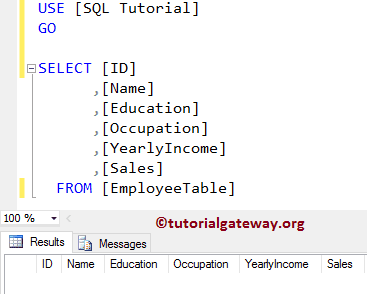 USE [SQL Tutorial]
GO
SELECT [ID]
,[Name]
,[Education]
,[Occupation]
,[YearlyIncome]
,[Sales]
FROM [EmployeeTable]
100 %
©tutorialgateway.org
Results Messages
ID Name Education Occupation YearlyIncome Sales